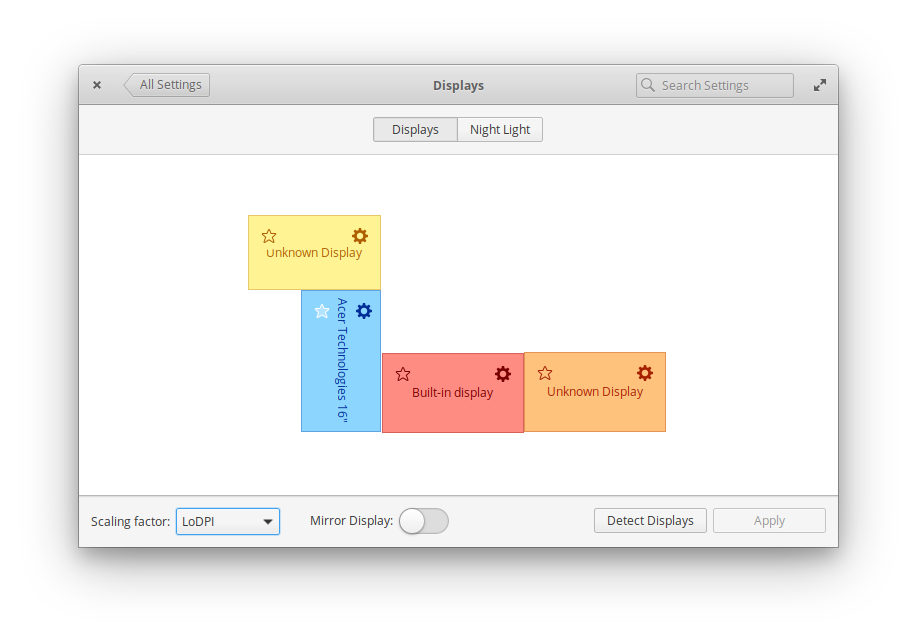 All Settings
Displays
Search Settings
Displays
Night Light
Unknown Display
Acer Technologies 16"
Built-in display
Unknown Display
Scaling factor:
LoDPI
Mirror Display:
Detect Displays
Apply